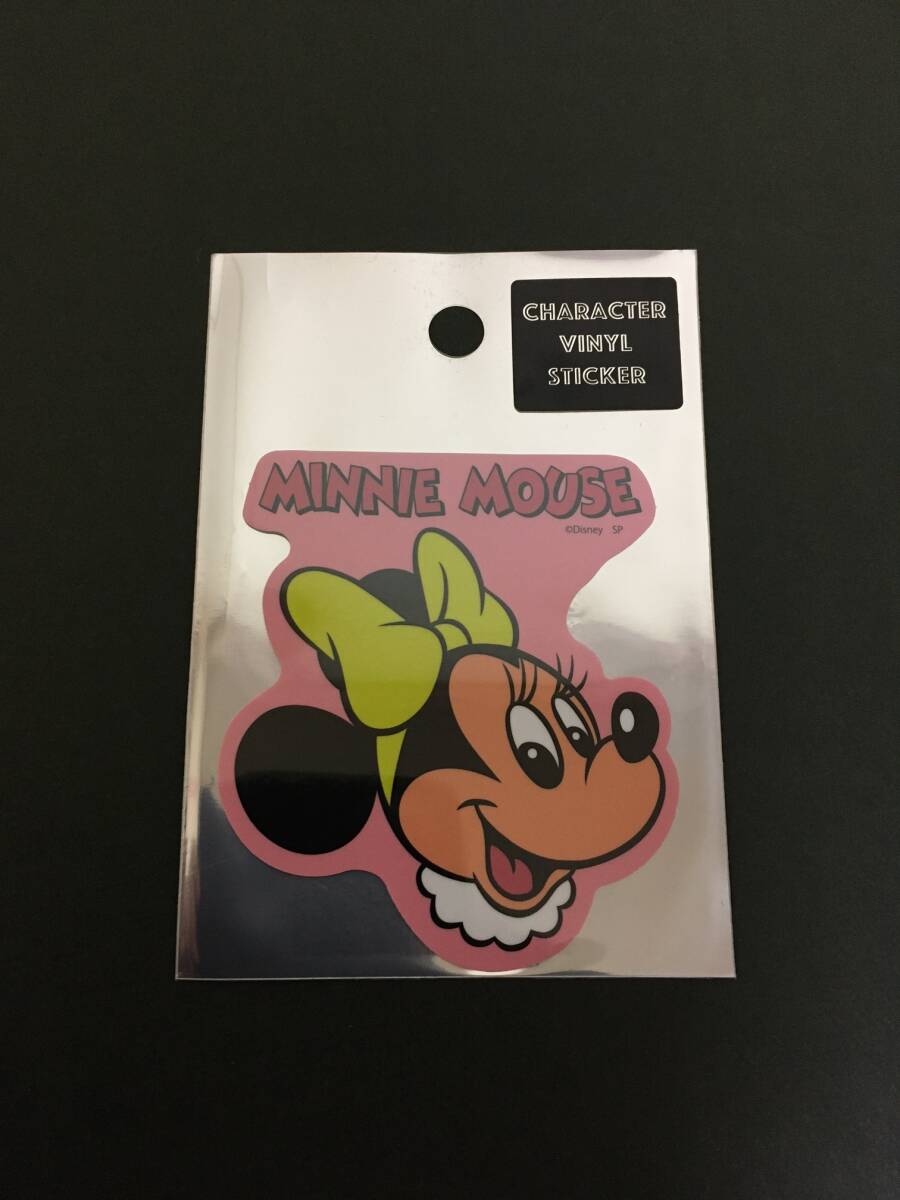 CHARACTER
VINYL
STICKER
MINNIE MOUSE
©Disney SP